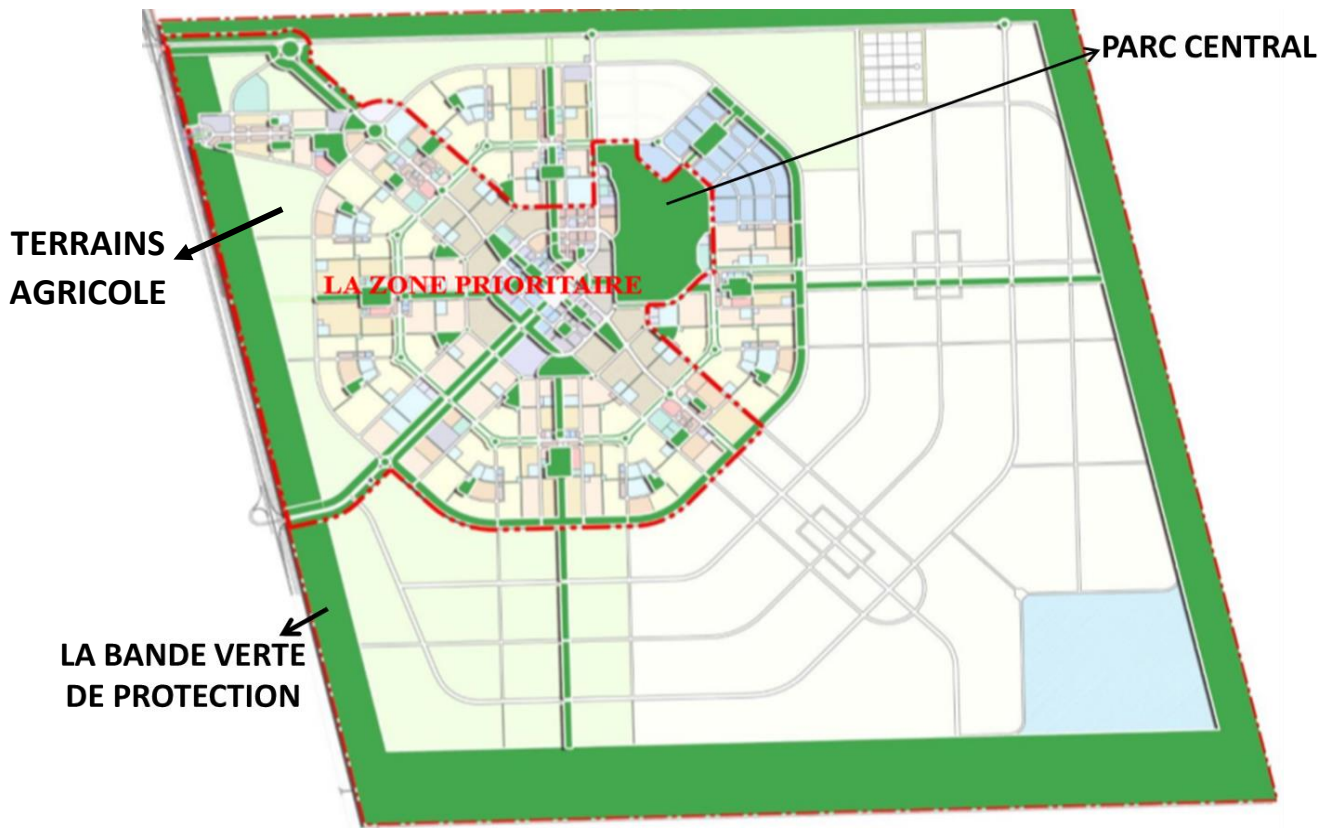 PARC CENTRAL
TERRAINS
AGRICOLE
LA ZONE PRIORITAIRE
LA BANDE VERTE
DE PROTECTION